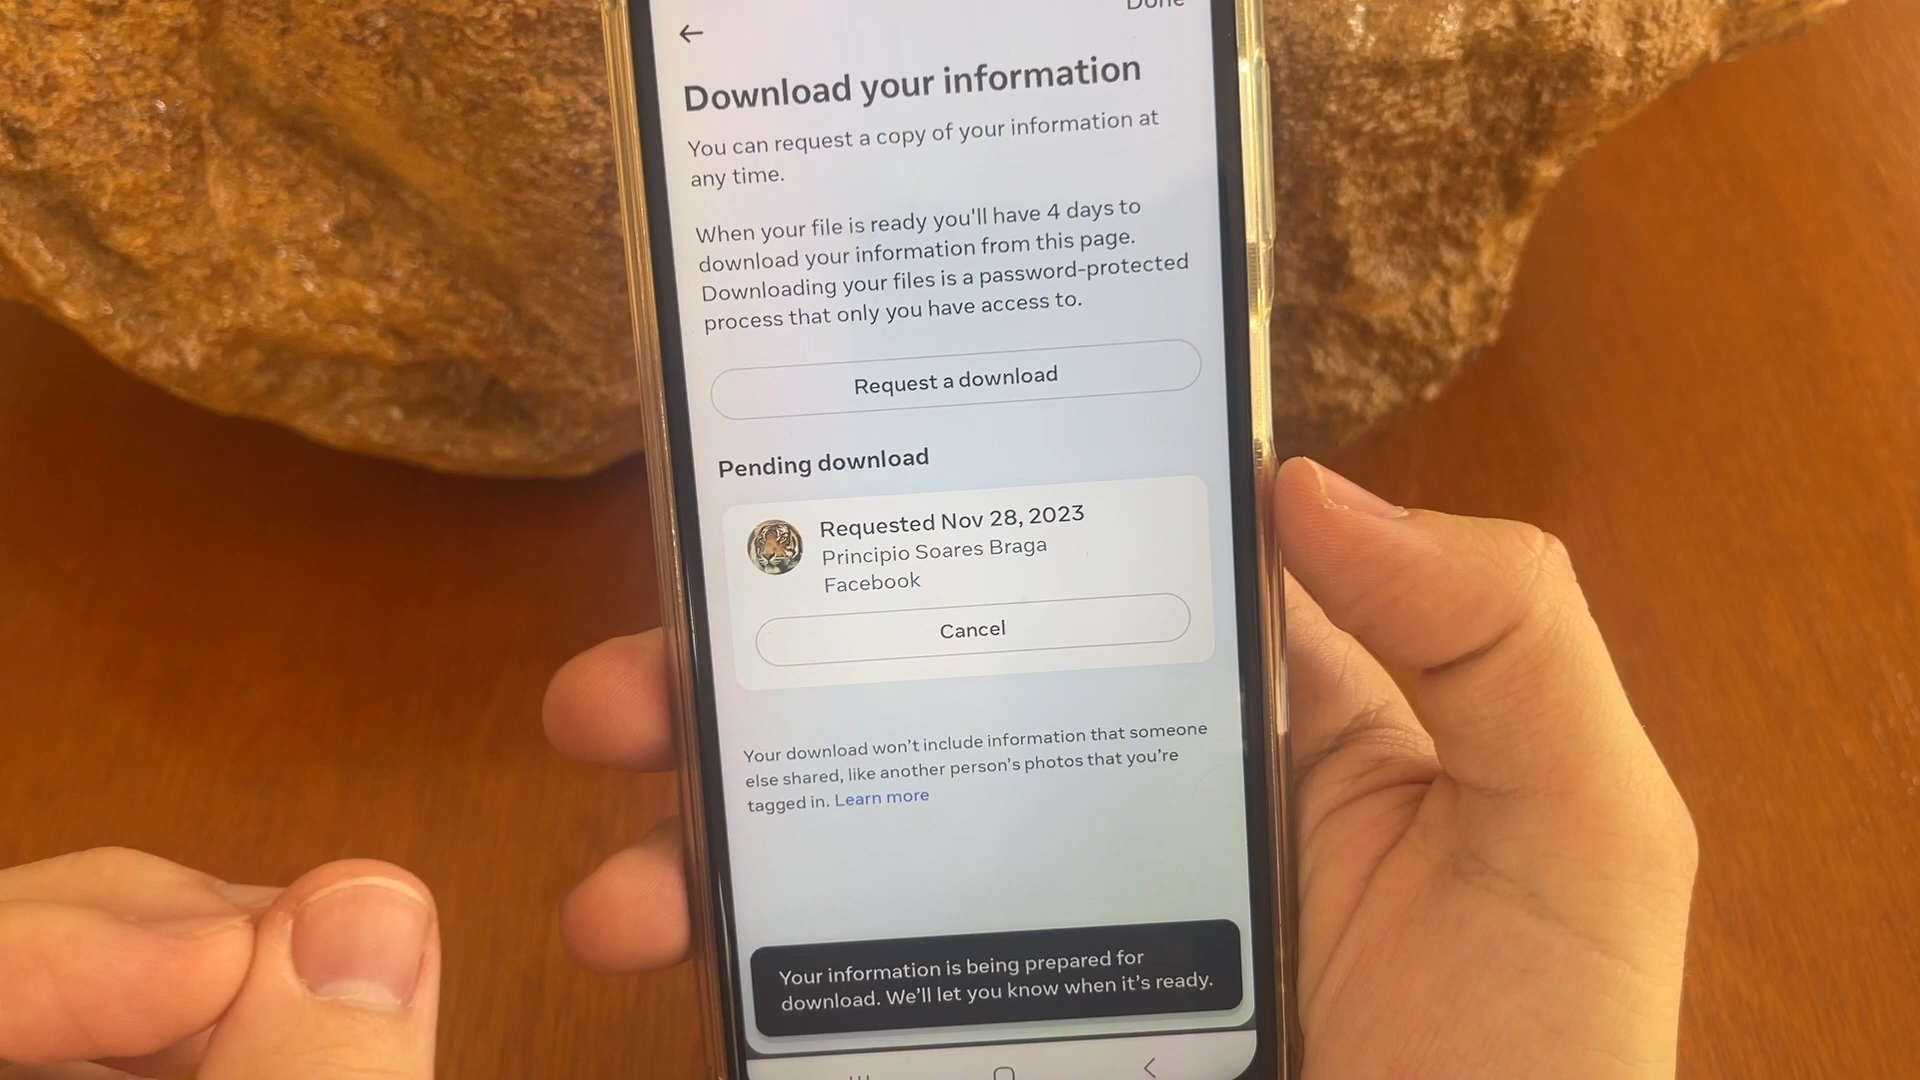 Done
Download your information
You can request a copy of your information at
any time.
When your file is ready you'll have 4 days to
download your information from this page.
Downloading your files is a password-protected
process that only you have access to.
Request a download
Pending download
Requested Nov 28, 2023
Principio Soares Braga
Facebook
Cancel
Your download won’t include information that someone
else shared, like another person’s photos that you’re
tagged in. Learn more
Your information is being prepared for
download. We’ll let you know when it’s ready.